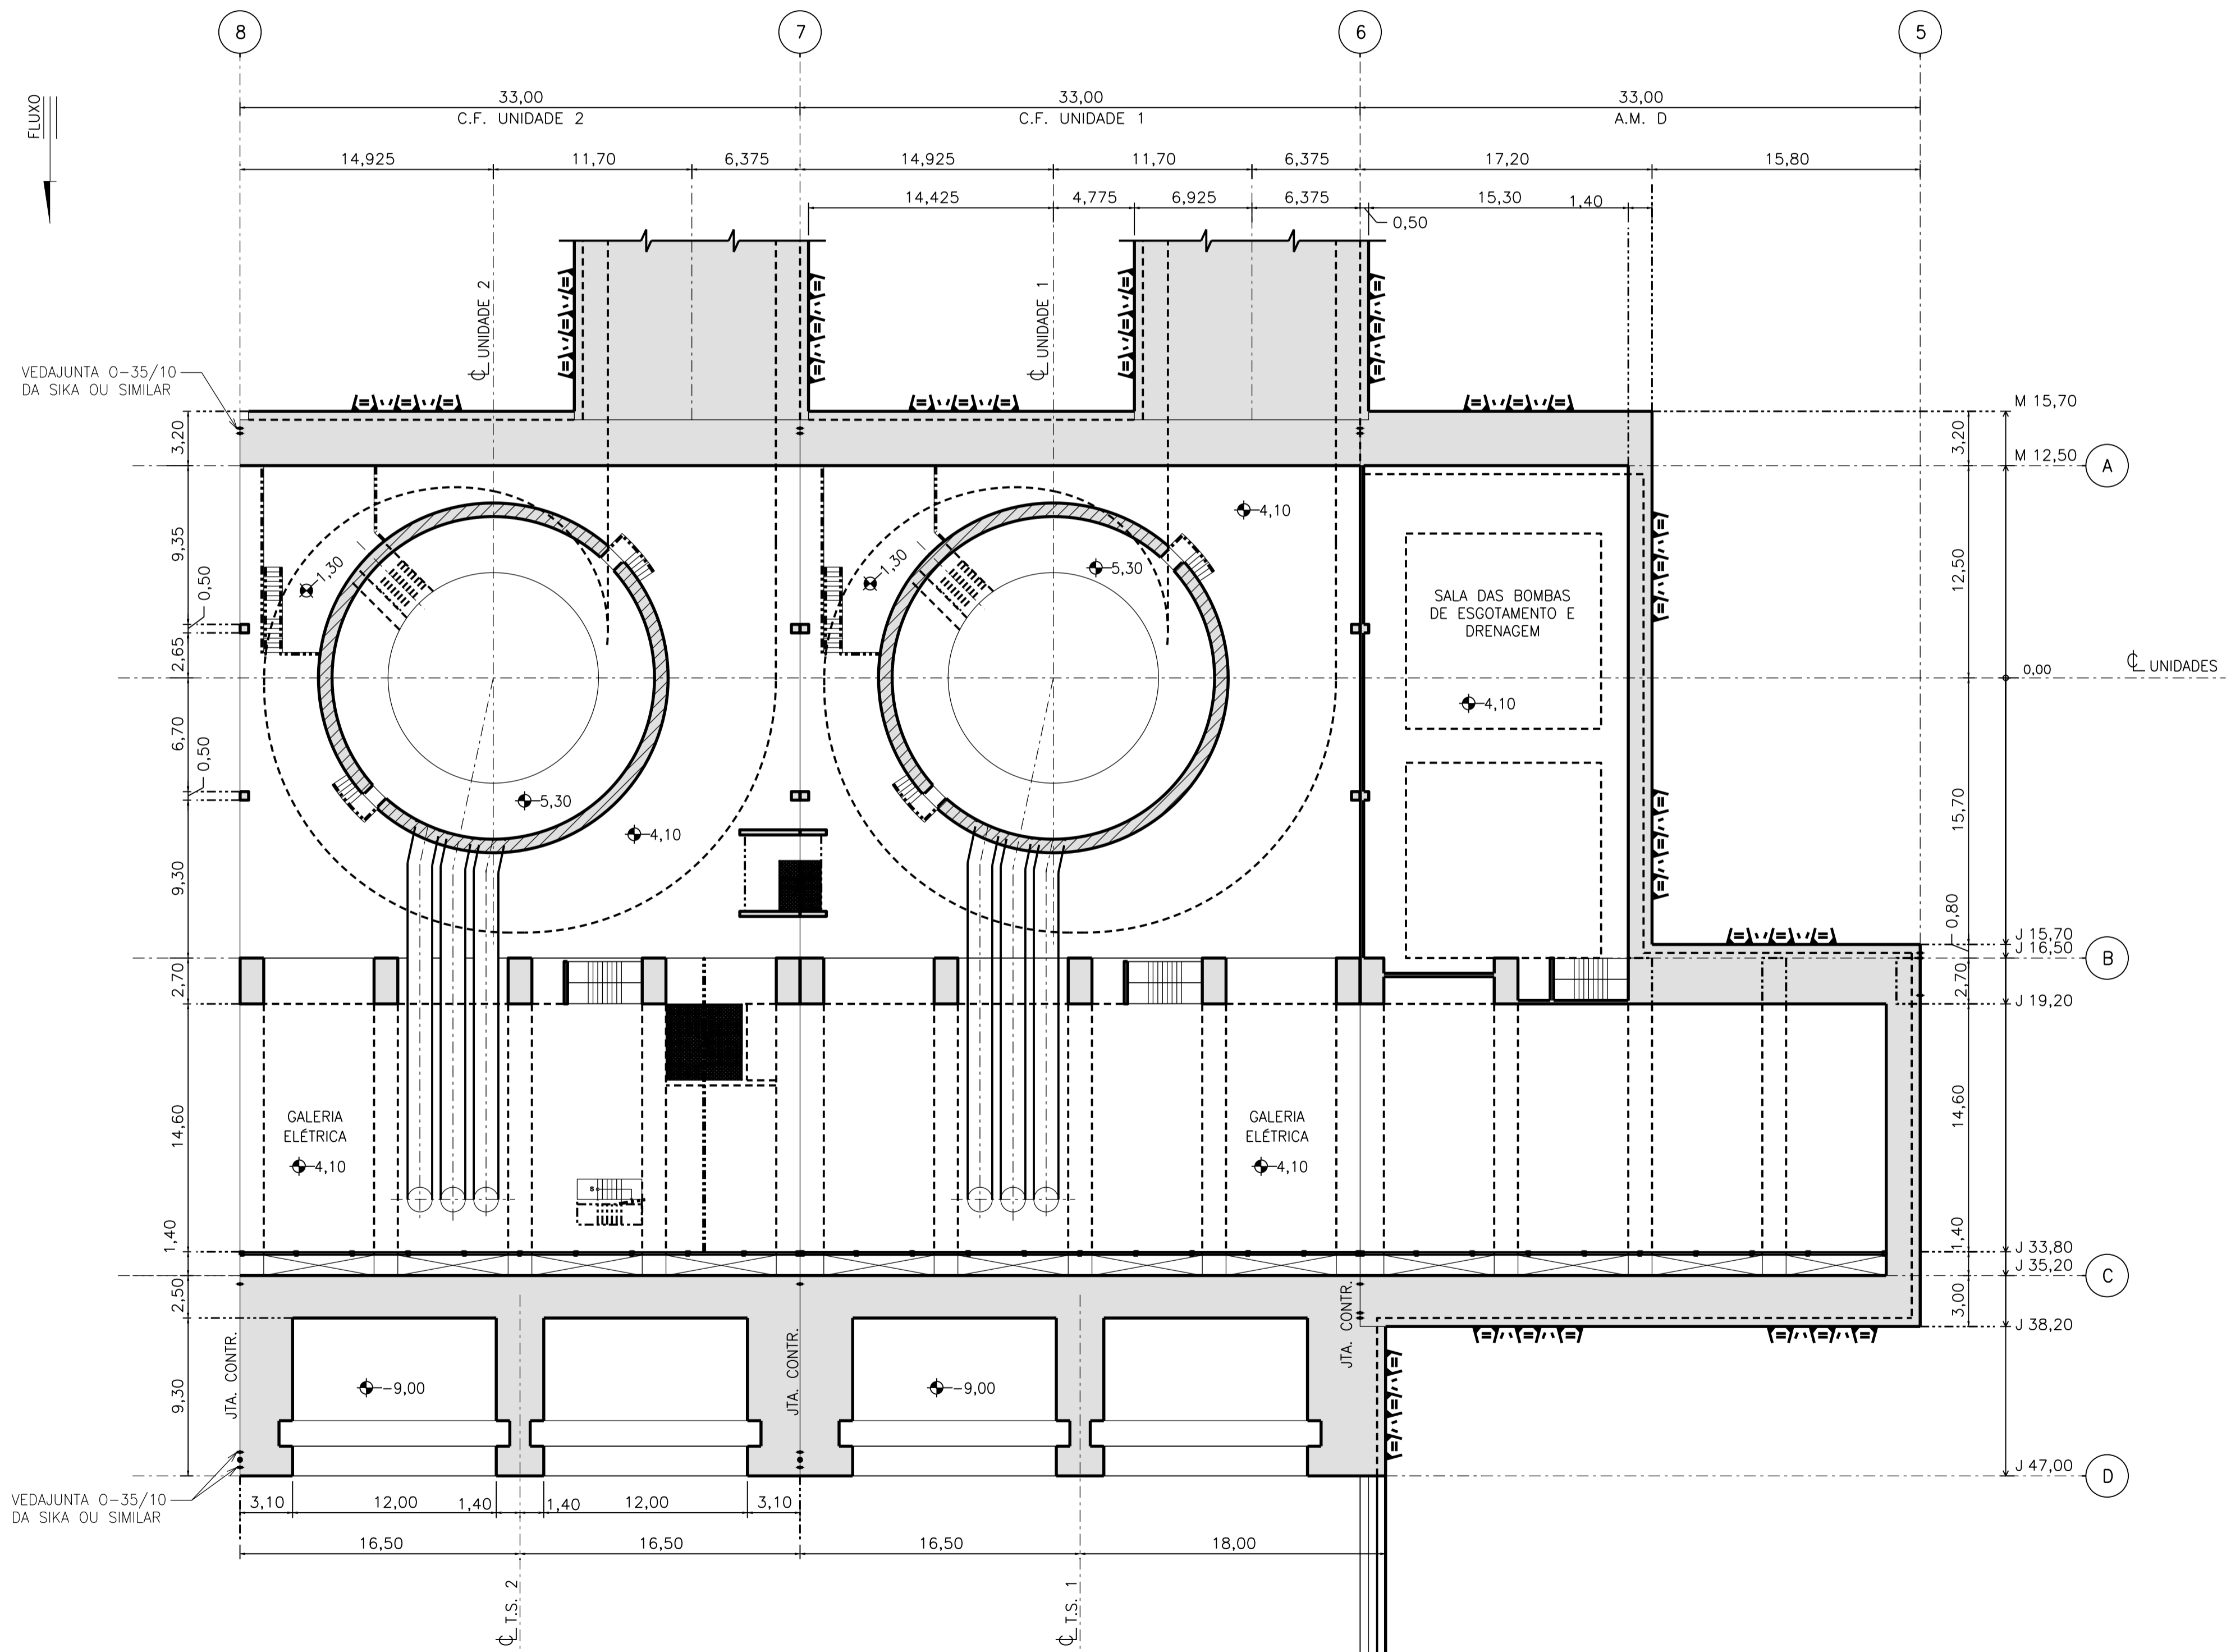 8
7
6
5
FLUXO
33,00
33,00
33,00
C.F. UNIDADE 2
C.F. UNIDADE 1
A.M. D
14,925
11,70
6,375
14,925
11,70
6,375
17,20
15,80
14,425
4,775
6,925
6,375
15,30
1,40
0,50
℄ UNIDADE 2
℄ UNIDADE 1
VEDAJUNTA O-35/10
DA SIKA OU SIMILAR
M 15,70
3,20
3,20
M 12,50
A
4,10
9,35
1,30
1,30
5,30
12,50
0,50
SALA DAS BOMBAS
DE ESGOTAMENTO E
DRENAGEM
2,65
0,00
℄ UNIDADES
4,10
6,70
0,50
5,30
4,10
15,70
9,30
0,80
J 15,70
J 16,50
B
2,70
2,70
J 19,20
14,60
14,60
GALERIA
ELÉTRICA
4,10
GALERIA
ELÉTRICA
4,10
S
1,40
1,40
J 33,80
J 35,20
C
2,50
3,00
J 38,20
JTA. CONTR.
JTA. CONTR.
JTA. CONTR.
9,30
-9,00
-9,00
J 47,00
D
VEDAJUNTA O-35/10
DA SIKA OU SIMILAR
3,10
12,00
1,40
1,40
12,00
3,10
16,50
16,50
16,50
18,00
℄ T.S. 2
℄ T.S. 1